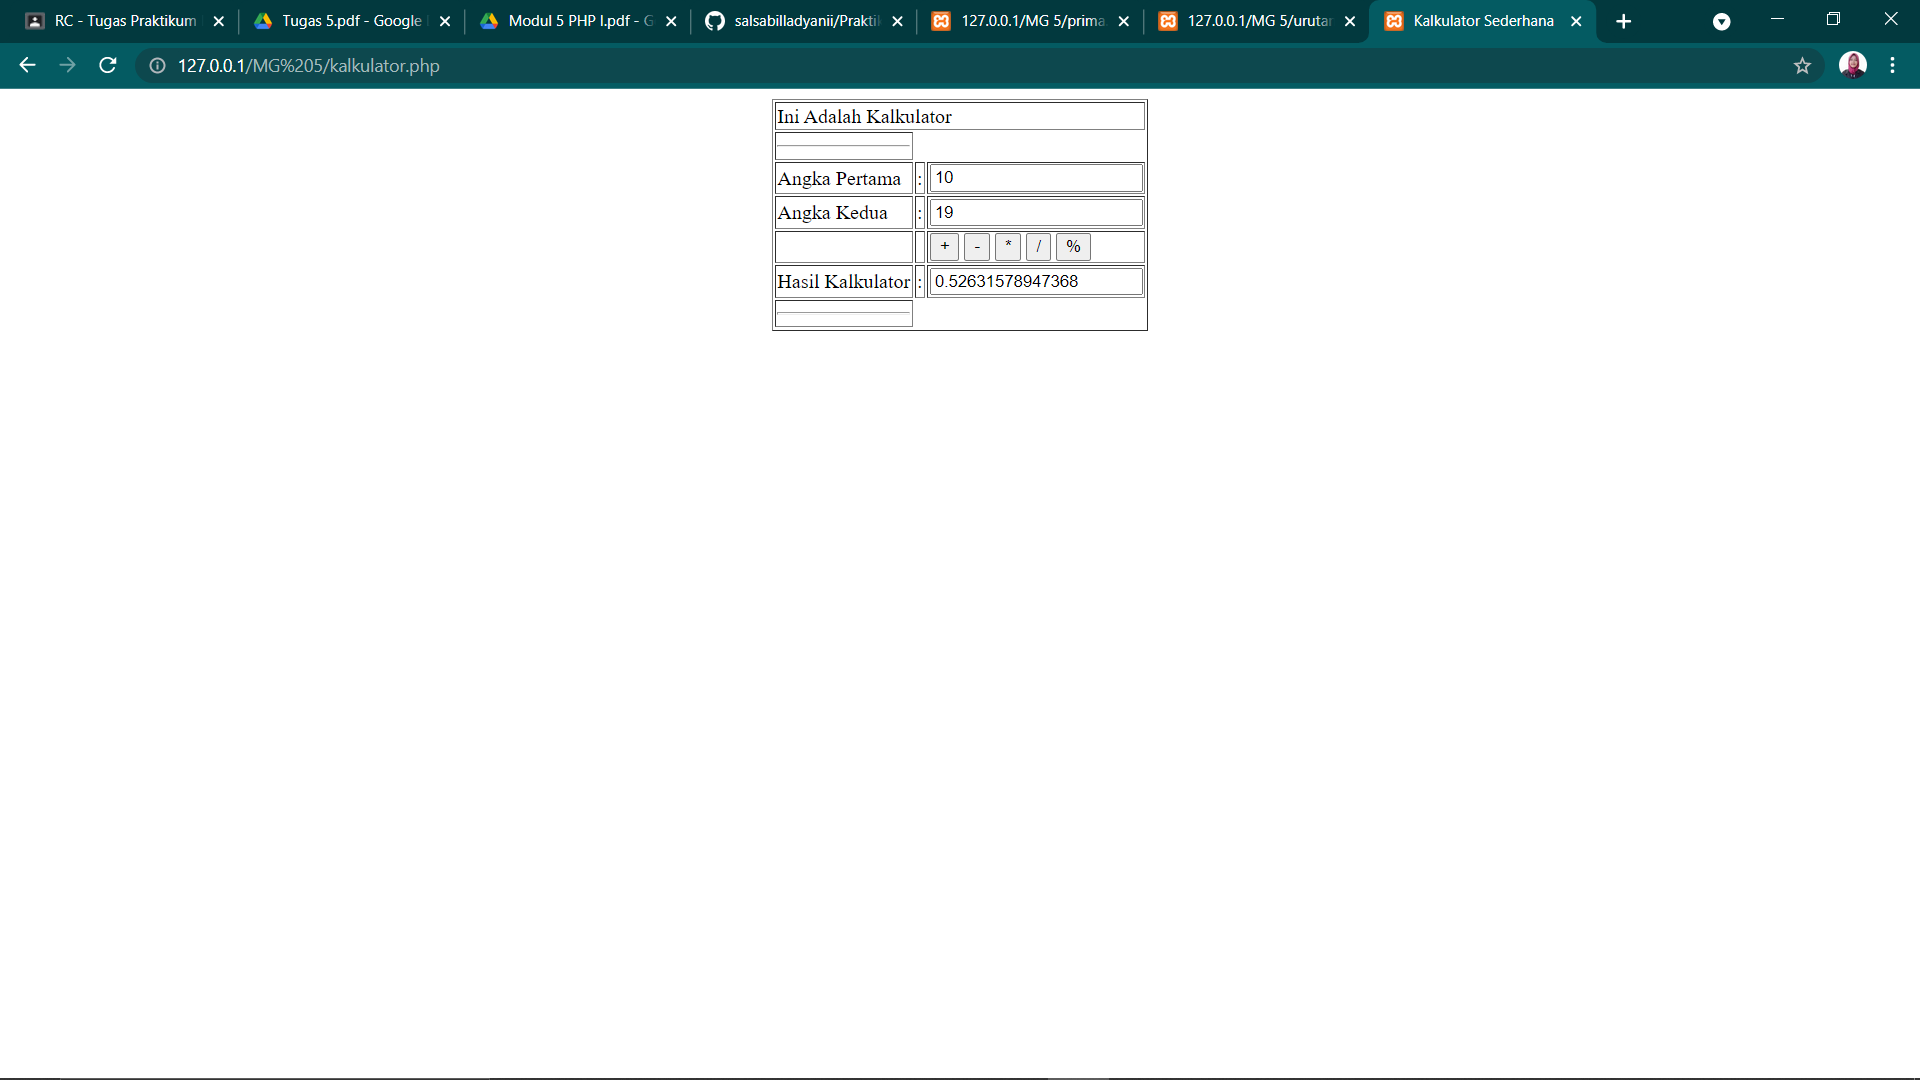 RC - Tugas Praktikum
Tugas 5.pdf - Google
Modul 5 PHP I.pdf - G
salsabilladyanii/Prakti
127.0.0.1/MG 5/prima
127.0.0.1/MG 5/urutar
Kalkulator Sederhana
127.0.0.1/MG%205/kalkulator.php
Ini Adalah Kalkulator
Angka Pertama : 10
Angka Kedua : 19
+ - * / %
Hasil Kalkulator : 0.52631578947368